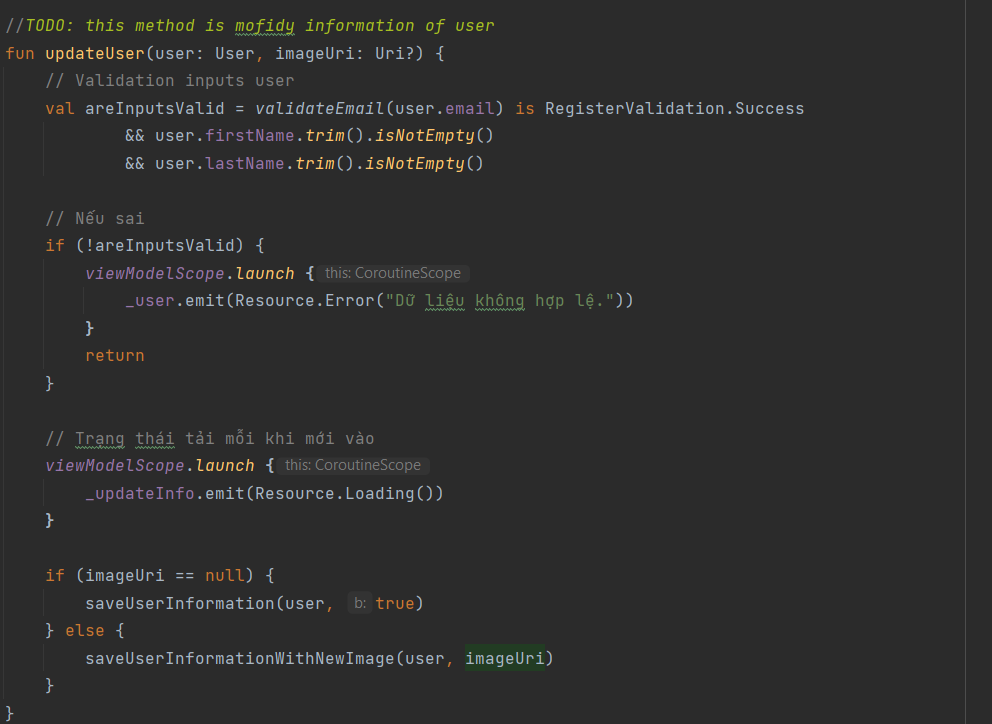 //TODO: this method is mofidy information of user
fun updateUser(user: User, imageUri: Uri?) {
// Validation inputs user
val areInputsValid = validateEmail(user.email) is RegisterValidation.Success
&& user.firstName.trim().isNotEmpty()
&& user.lastName.trim().isNotEmpty()
// Nếu sai
if (!areInputsValid) {
viewModelScope.launch { this: CoroutineScope
_user.emit(Resource.Error("Dữ liệu không hợp lệ."))
}
return
}
// Trạng thái tải mỗi khi mới vào
viewModelScope.launch { this: CoroutineScope
_updateInfo.emit(Resource.Loading())
}
if (imageUri == null) {
saveUserInformation(user, b: true)
} else {
saveUserInformationWithNewImage(user, imageUri)
}
}